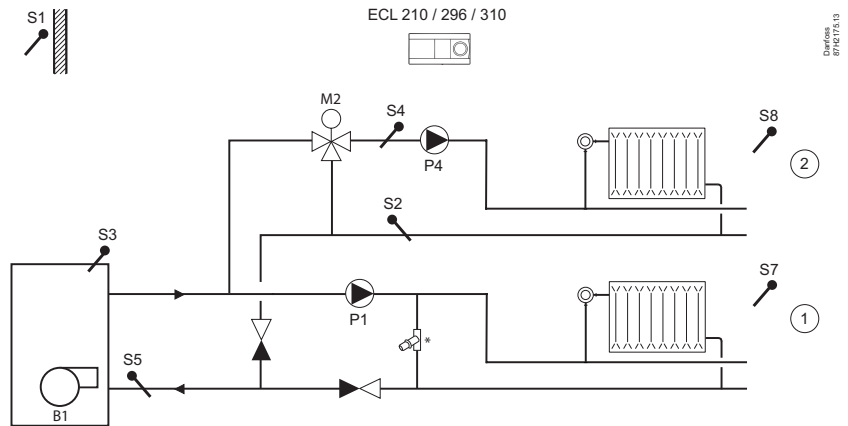 S1
ECL 210 / 296 / 310
Danfoss
87H2175.13
M2
S4
P4
S8
2
S2
S3
S7
P1
1
*
S5
B1